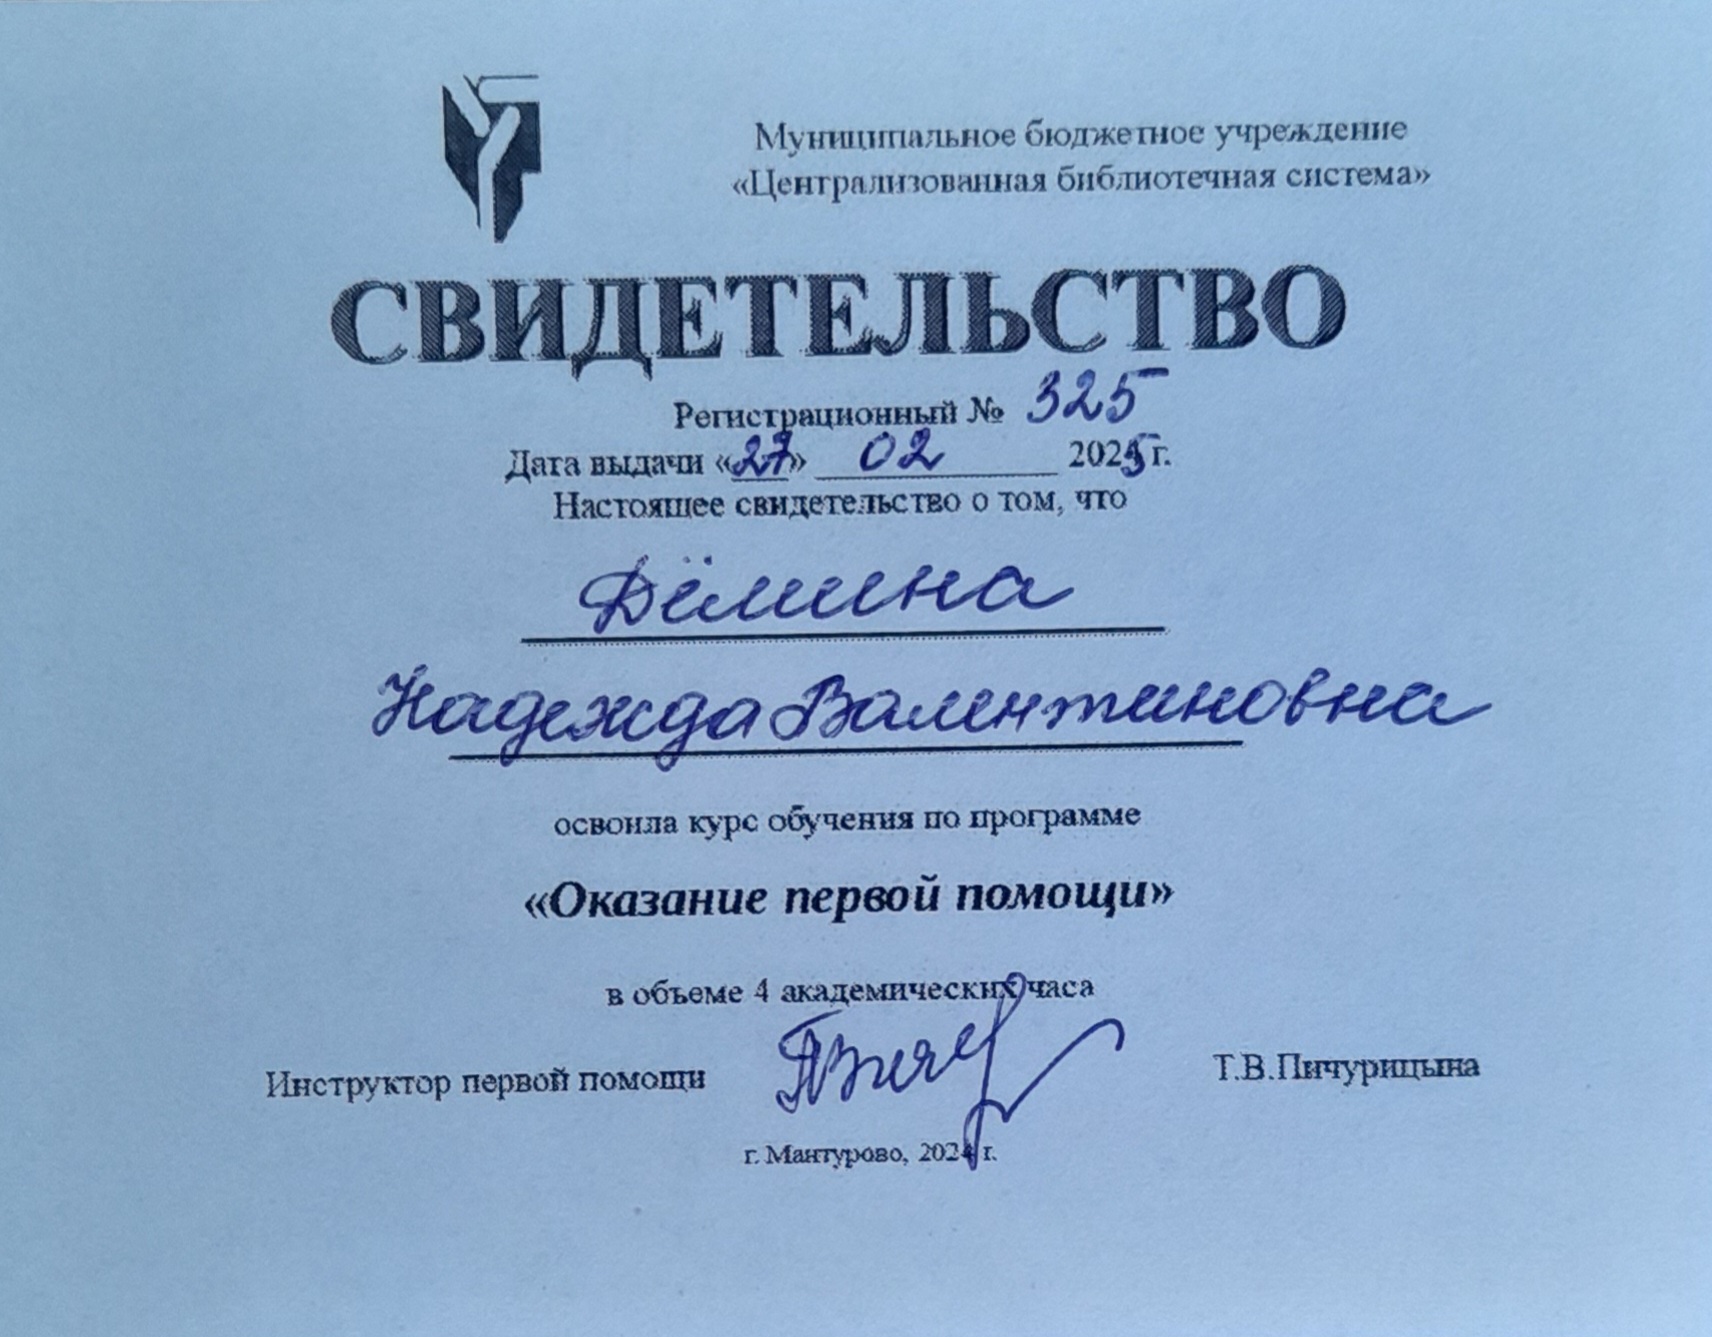 Муниципальное бюджетное учреждение
«Централизованная библиотечная система»
СВИДЕТЕЛЬСТВО
Регистрационный № 325
Дата выдачи «27» 02 2025 г.
Настоящее свидетельство о том, что
Дёмина
Надежда Валентиновна
освоила курс обучения по программе
«Оказание первой помощи»
в объеме 4 академических часа
Инструктор первой помощи Т.В.Пичурицына
г. Мантурово, 2024 г.